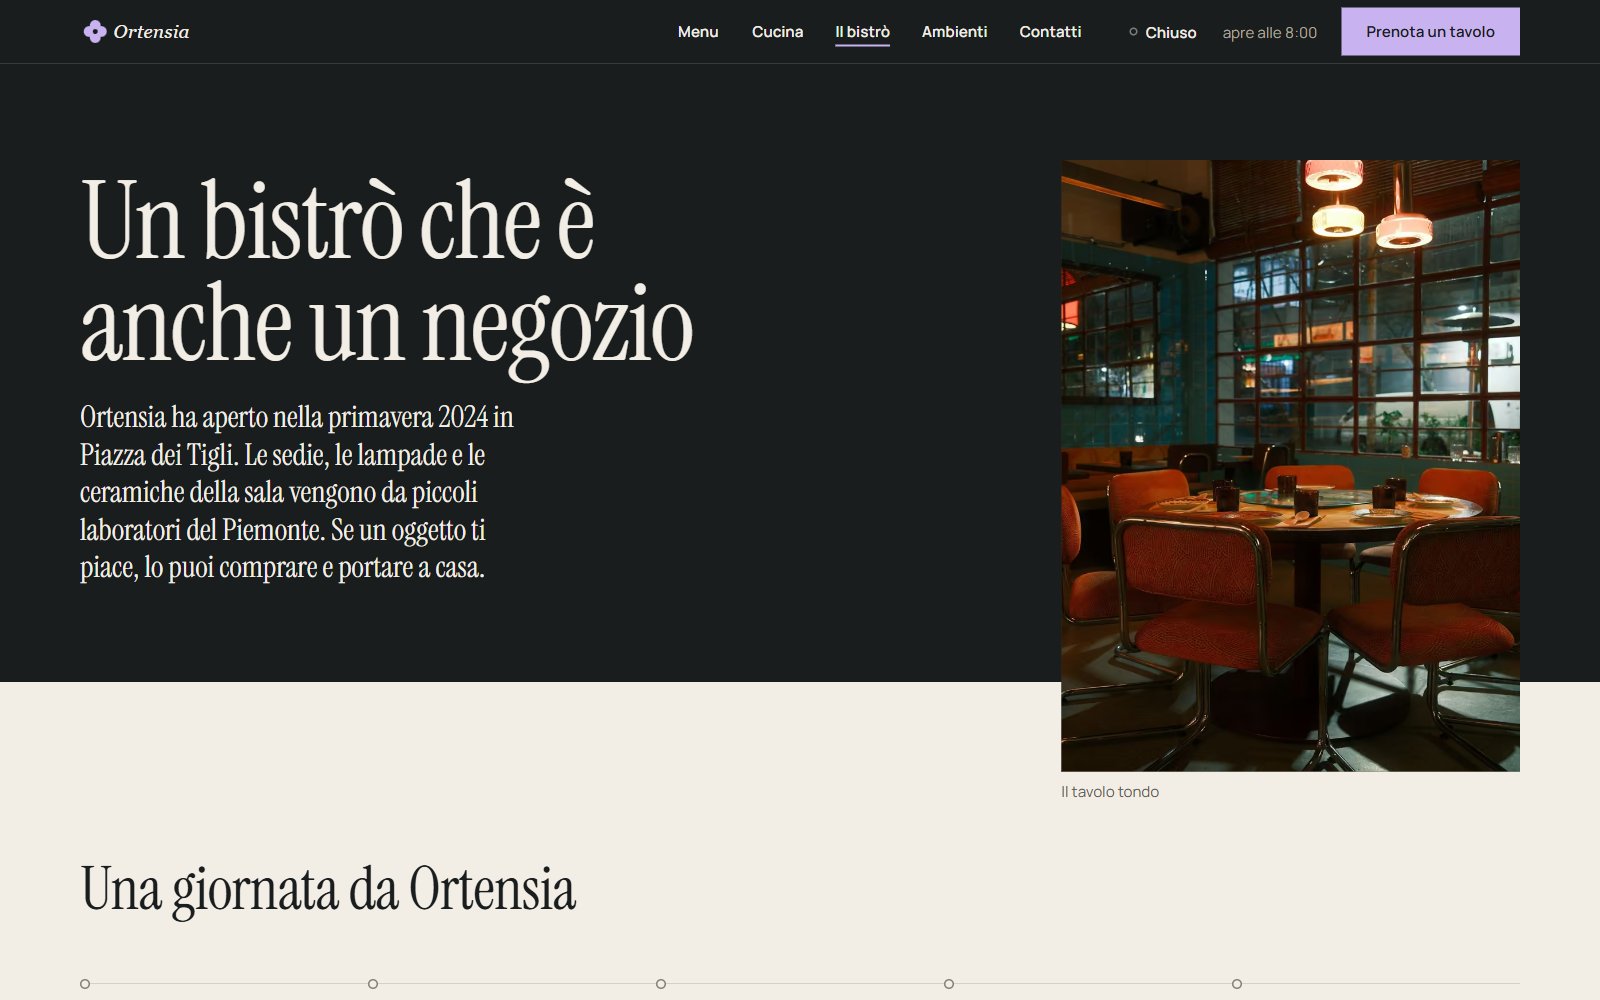 Ortensia
Menu
Cucina
Il bistrò
Ambienti
Contatti
Chiuso
apre alle 8:00
Prenota un tavolo
Un bistrò che è
anche un negozio
Ortensia ha aperto nella primavera 2024 in
Piazza dei Tigli. Le sedie, le lampade e le
ceramiche della sala vengono da piccoli
laboratori del Piemonte. Se un oggetto ti
piace, lo puoi comprare e portare a casa.
Il tavolo tondo
Una giornata da Ortensia